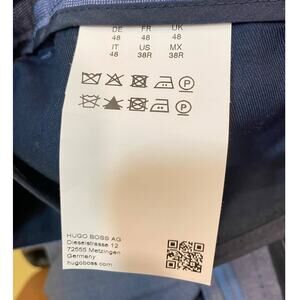 DE FR UK
48 48 48
IT US MX
48 38R 38R
P
P
HUGO BOSS AG
Dieselstrasse 12
72555 Metzingen
Germany
hugoboss.com